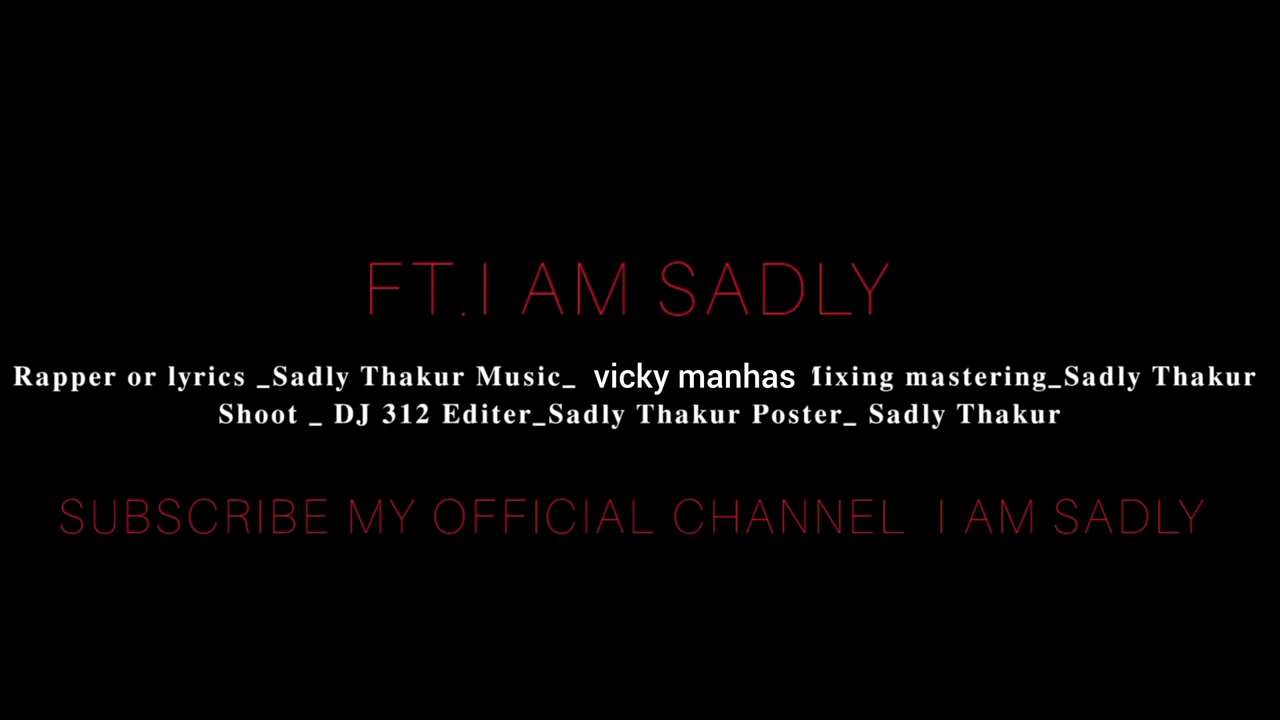 FT.I AM SADLY
Rapper or lyrics _Sadly Thakur Music_ vicky manhas ixing mastering_Sadly Thakur
Shoot _ DJ 312 Editer_Sadly Thakur Poster_ Sadly Thakur
SUBSCRIBE MY OFFICIAL CHANNEL I AM SADLY